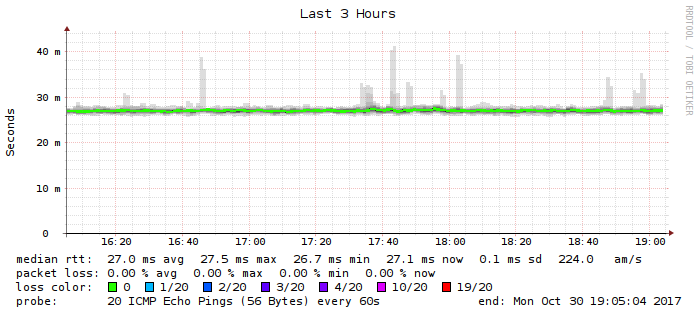 Last 3 Hours
RRDTOOL / TOBI OETIKER
Seconds
40 m
30 m
20 m
10 m
0
16:20 16:40 17:00 17:20 17:40 18:00 18:20 18:40 19:00
median rtt: 27.0 ms avg 27.5 ms max 26.7 ms min 27.1 ms now 0.1 ms sd 224.0 am/s
packet loss: 0.00 % avg 0.00 % max 0.00 % min 0.00 % now
loss color: 0 1/20 2/20 3/20 4/20 10/20 19/20
probe: 20 ICMP Echo Pings (56 Bytes) every 60s end: Mon Oct 30 19:05:04 2017